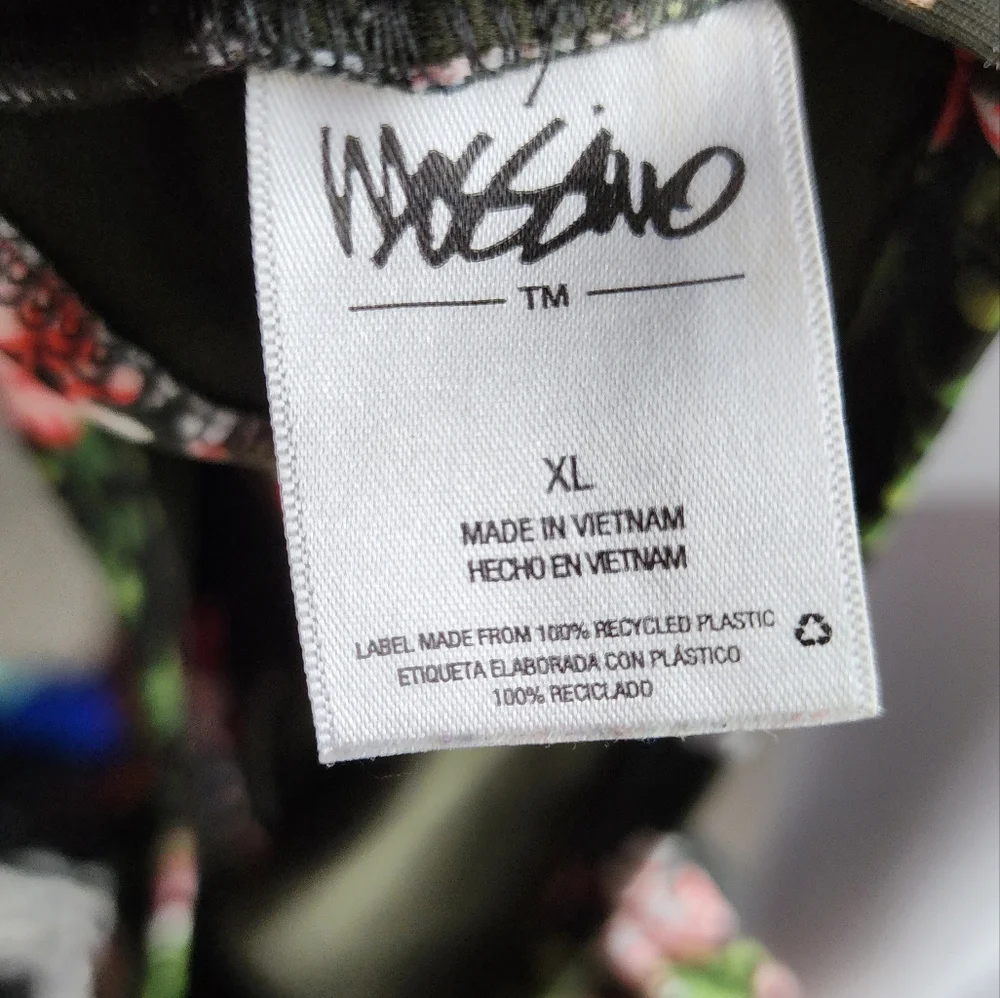 Mossimo
TM
XL
MADE IN VIETNAM
HECHO EN VIETNAM
LABEL MADE FROM 100% RECYCLED PLASTIC
ETIQUETA ELABORADA CON PLÁSTICO
100% RECICLADO